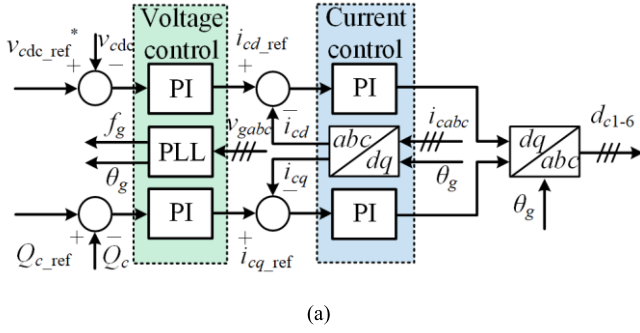 Voltage control
Current control
v_cdc_ref*
v_cdc
+
−
PI
i_cd_ref
+
−
PI
i_cd
f_g
θ_g
PLL
v_gabc
abc
dq
i_cabc
θ_g
dq
abc
d_c1-6
θ_g
i_cq
−
PI
PI
+
−
Q_c_ref
Q_c
+
i_cq_ref
(a)